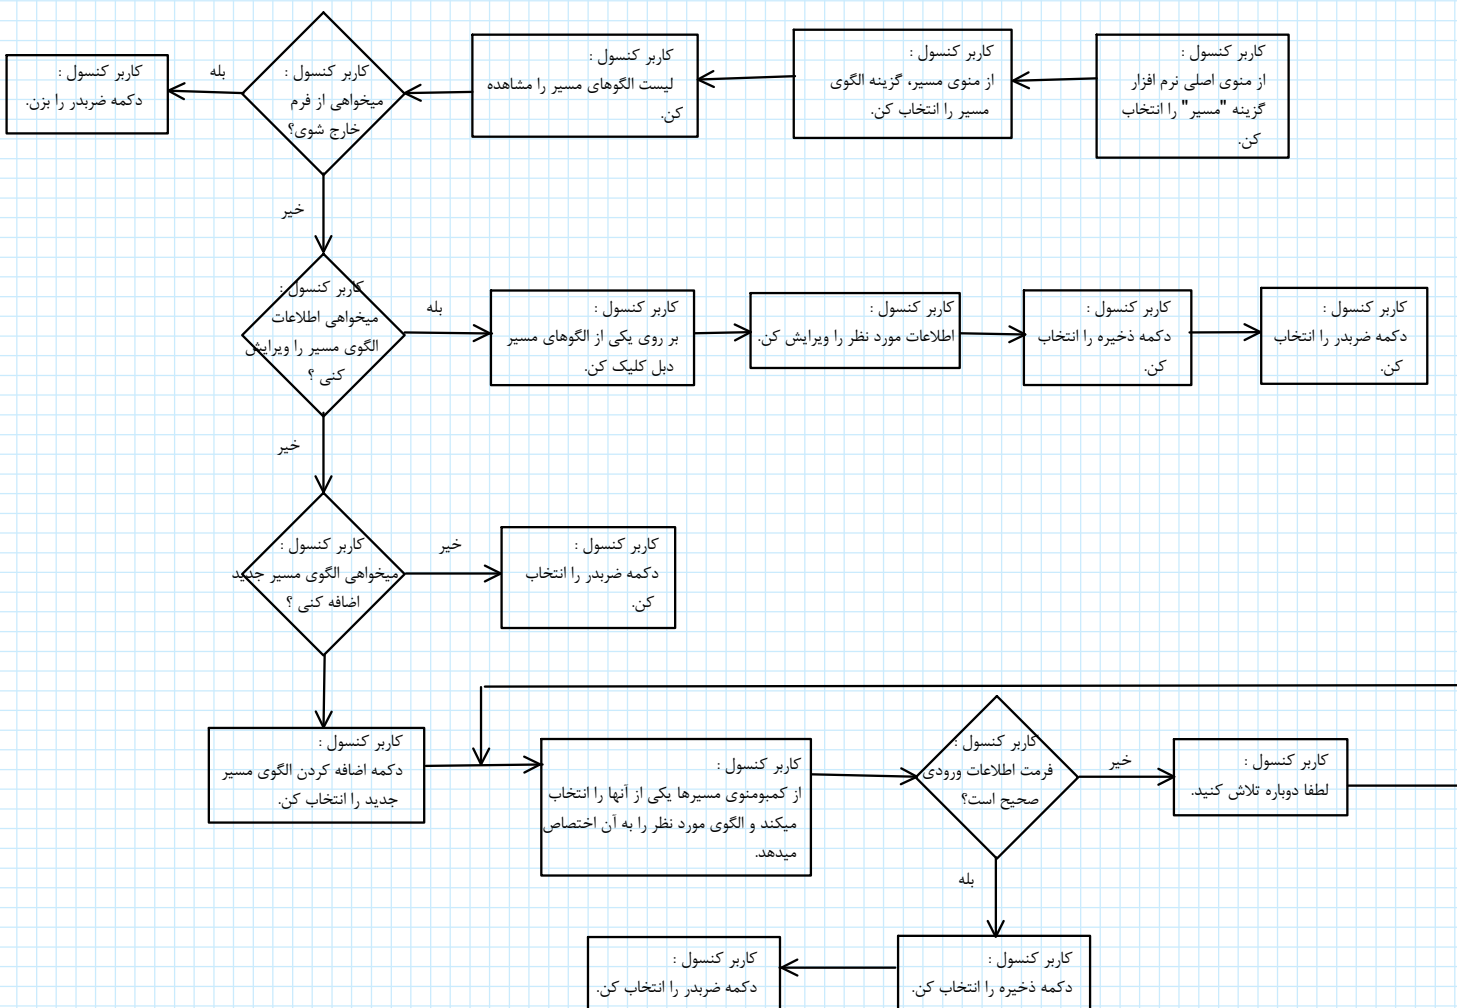 کاربر کنسول :
از منوی اصلی نرم افزار
گزینه "مسیر" را انتخاب
کن.
کاربر کنسول :
از منوی مسیر، گزینه الگوی
مسیر را انتخاب کن.
کاربر کنسول :
لیست الگوهای مسیر را مشاهده
کن.
کاربر کنسول :
میخواهی از فرم
خارج شوی؟
بله
کاربر کنسول :
دکمه ضربدر را بزن.
خیر
کاربر کنسول :
میخواهی اطلاعات
الگوی مسیر را ویرایش
کنی ؟
بله
کاربر کنسول :
بر روی یکی از الگوهای مسیر
دبل کلیک کن.
کاربر کنسول :
اطلاعات مورد نظر را ویرایش کن.
کاربر کنسول :
دکمه ذخیره را انتخاب
کن.
کاربر کنسول :
دکمه ضربدر را انتخاب
کن.
خیر
کاربر کنسول :
میخواهی الگوی مسیر جدید
اضافه کنی ؟
خیر
کاربر کنسول :
دکمه ضربدر را انتخاب
کن.
کاربر کنسول :
دکمه اضافه کردن الگوی مسیر
جدید را انتخاب کن.
کاربر کنسول :
از کمبومنوی مسیرها یکی از آنها را انتخاب
میکند و الگوی مورد نظر را به آن اختصاص
میدهد.
کاربر کنسول :
فرمت اطلاعات ورودی
صحیح است؟
خیر
کاربر کنسول :
لطفا دوباره تلاش کنید.
بله
کاربر کنسول :
دکمه ذخیره را انتخاب کن.
کاربر کنسول :
دکمه ضربدر را انتخاب کن.